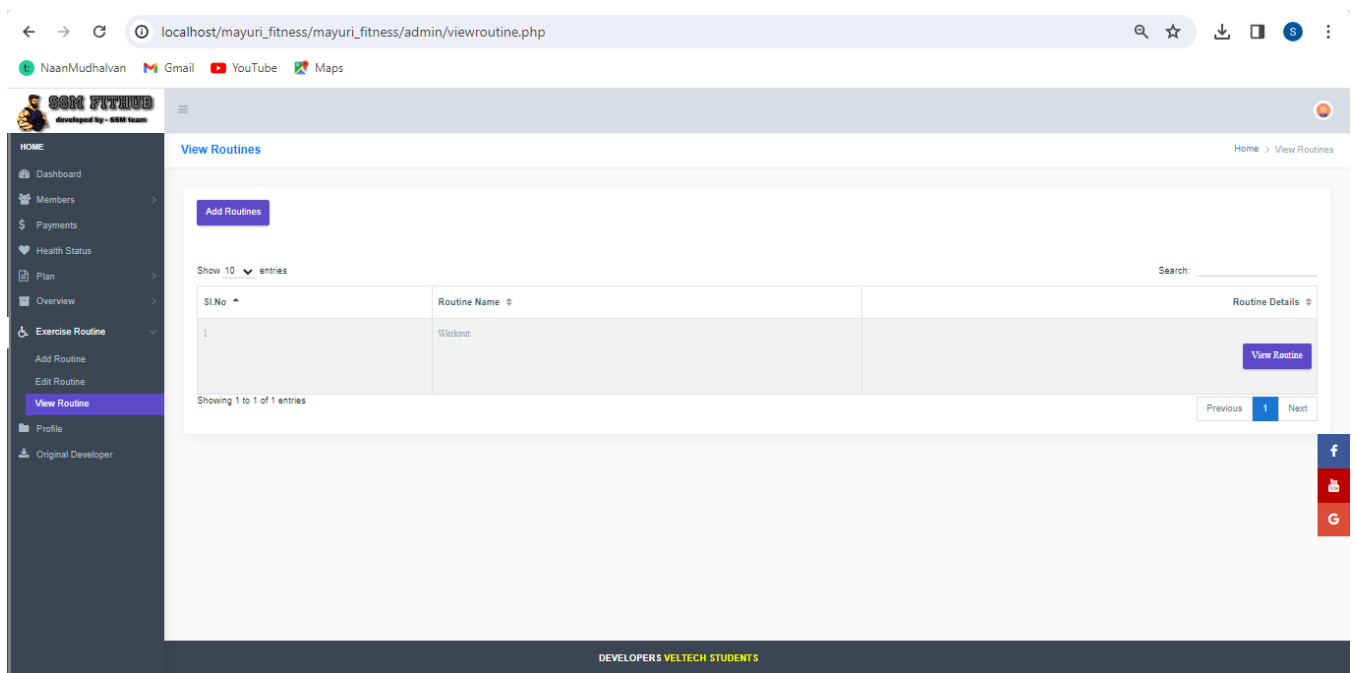 localhost/mayuri_fitness/mayuri_fitness/admin/viewroutine.php
S
t NaanMudhalvan Gmail YouTube Maps
SSM FITHUB
developed by - SSM team
HOME
View Routines
Home > View Routines
Dashboard
Members
Payments
Health Status
Plan
Overview
Exercise Routine
Add Routine
Edit Routine
View Routine
Profile
Original Developer
Add Routines
Show 10 entries
Search:
Sl.No Routine Name Routine Details
1 Workout
View Routine
Showing 1 to 1 of 1 entries
Previous 1 Next
f
You Tube
G
DEVELOPERS VELTECH STUDENTS